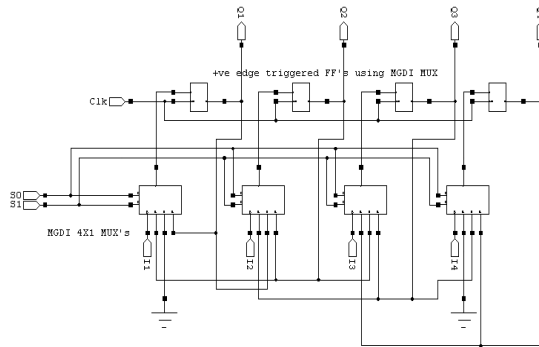 Q1
Q2
Q3
+ve edge triggered FF's using MGDI MUX
Clk
S0
S1
MGDI 4X1 MUX's
I1
I2
I3
I4